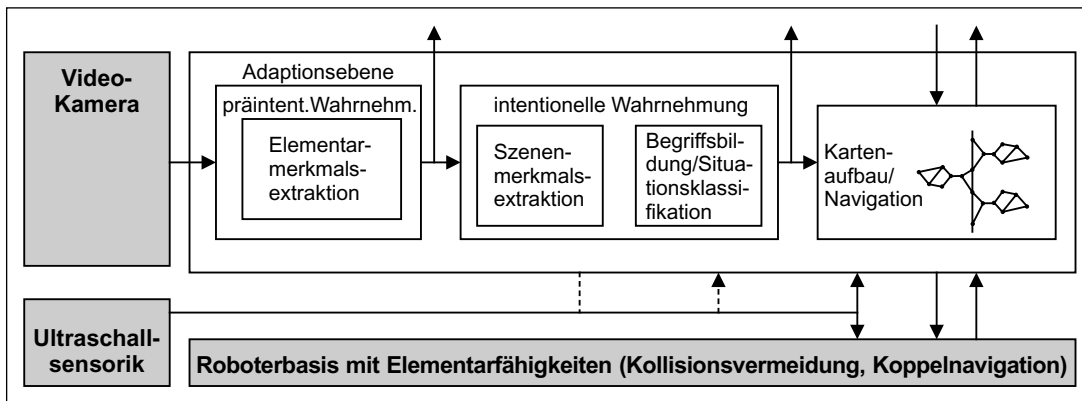 Video-
Kamera
Adaptionsebene
präintent.Wahrnehm.
Elementar-
merkmals-
extraktion
intentionelle Wahrnehmung
Szenen-
merkmals-
extraktion
Begriffsbil-
dung/Situa-
tionsklassi-
fikation
Karten-
aufbau/
Navigation
Ultraschall-
sensorik
Roboterbasis mit Elementarfähigkeiten (Kollisionsvermeidung, Koppelnavigation)